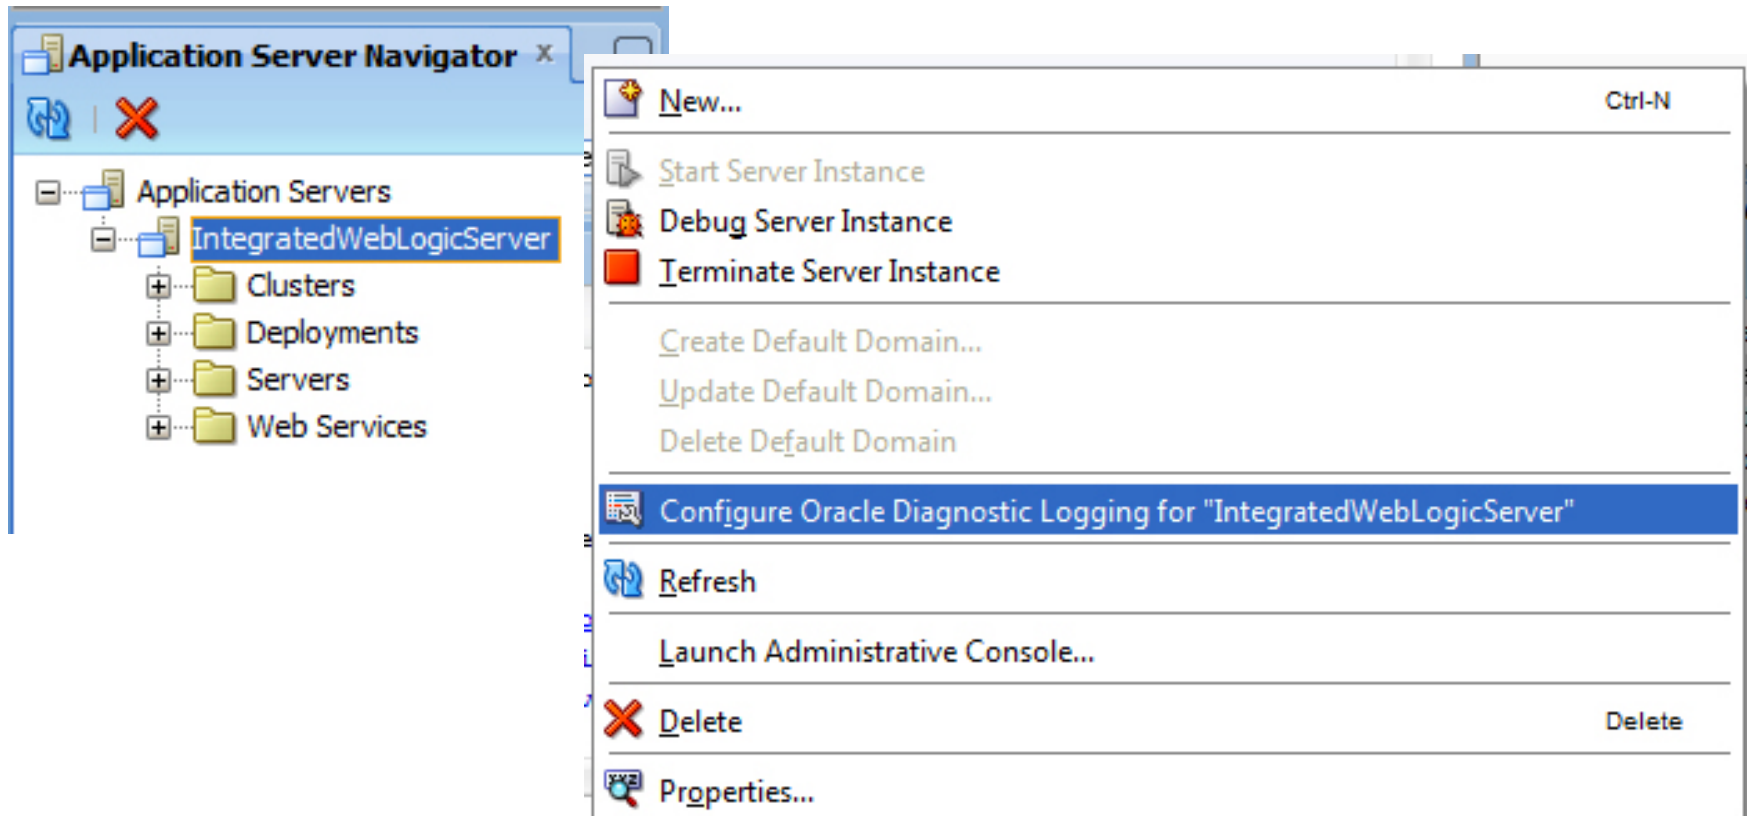 Application Server Navigator
Application Servers
IntegratedWebLogicServer
Clusters
Deployments
Servers
Web Services
New... Ctrl-N
Start Server Instance
Debug Server Instance
Terminate Server Instance
Create Default Domain...
Update Default Domain...
Delete Default Domain
Configure Oracle Diagnostic Logging for "IntegratedWebLogicServer"
Refresh
Launch Administrative Console...
Delete Delete
Properties...